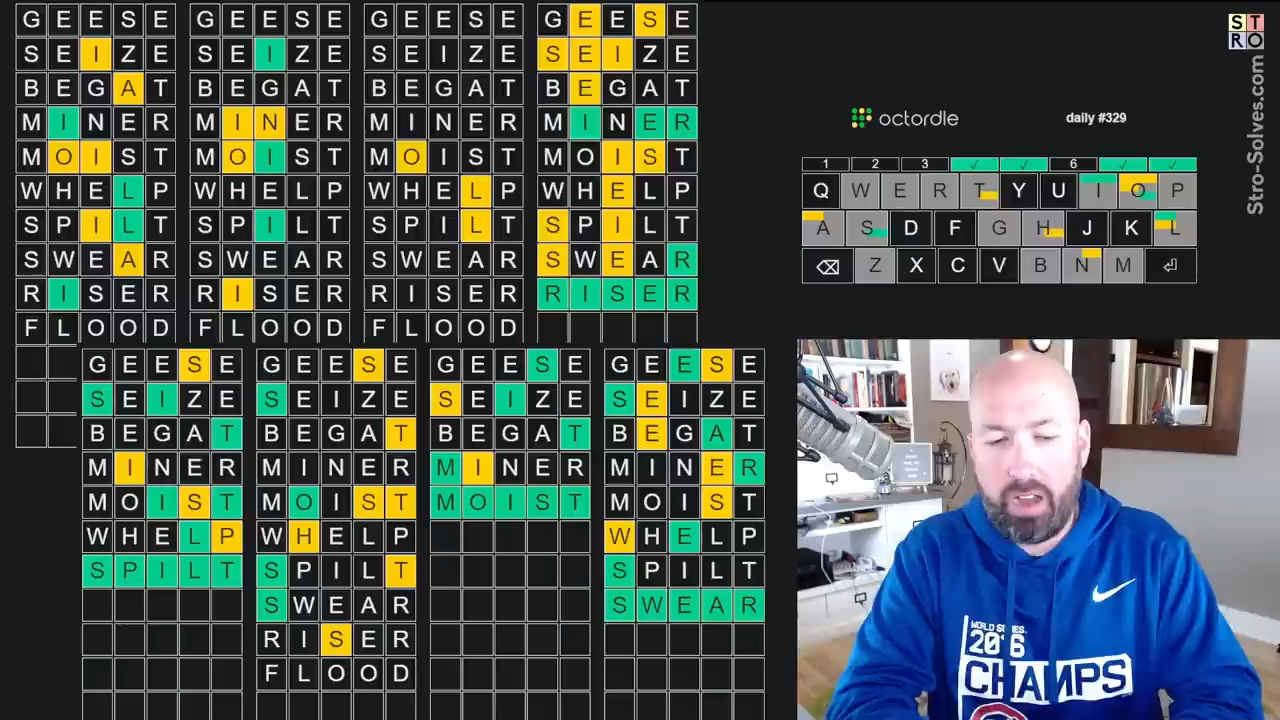 GEESE GEESE GEESE GEESE
SEIZE SEIZE SEIZE SEIZE
BEGAT BEGAT BEGAT BEGAT
MINER MINER MINER MINER
MOIST MOIST MOIST MOIST
WHELP WHELP WHELP WHELP
SPILT SPILT SPILT SPILT
SWEAR SWEAR SWEAR SWEAR
RISER RISER RISER RISER
FLOOD FLOOD FLOOD
GEESE GEESE GEESE GEESE
SEIZE SEIZE SEIZE SEIZE
BEGAT BEGAT BEGAT BEGAT
MINER MINER MINER MINER
MOIST MOIST MOIST MOIST
WHELP WHELP WHELP
SPILT SPILT SPILT
SWEAR SWEAR
RISER
FLOOD
octordle daily #329
1 2 3 ✓ ✓ 6 ✓ ✓
Q W E R T Y U I O P
A S D F G H J K L
⌫ Z X C V B N M ⏎
ST
RO
Stro-Solves.com
WORLD SERIES
2016
CHAMPS